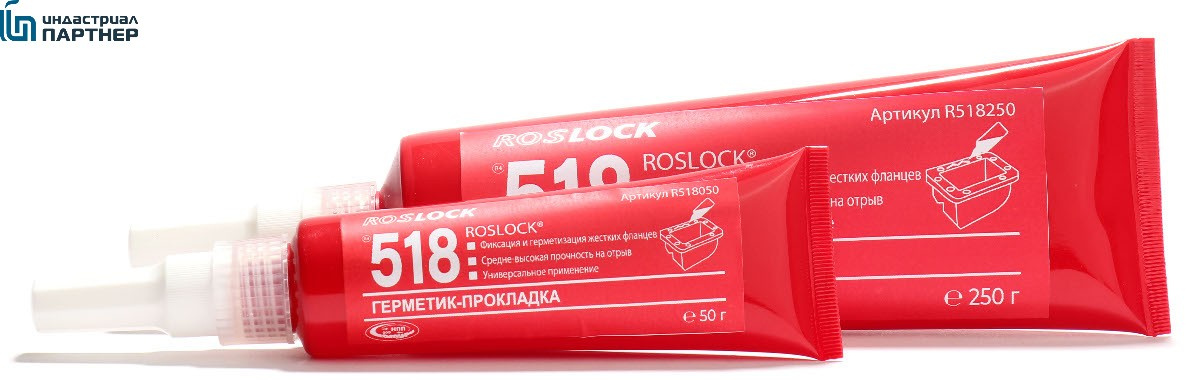 ИНДАСТРИАЛ
ПАРТНЕР
ROSLOCK
Артикул R518250
518 ROSLOCK®
жестких фланцев
на отрыв
℮ 250 г
ROSLOCK
Артикул R518050
518 ROSLOCK®
Фиксация и герметизация жестких фланцев
Средне-высокая прочность на отрыв
Универсальное применение
ГЕРМЕТИК-ПРОКЛАДКА
℮ 50 г